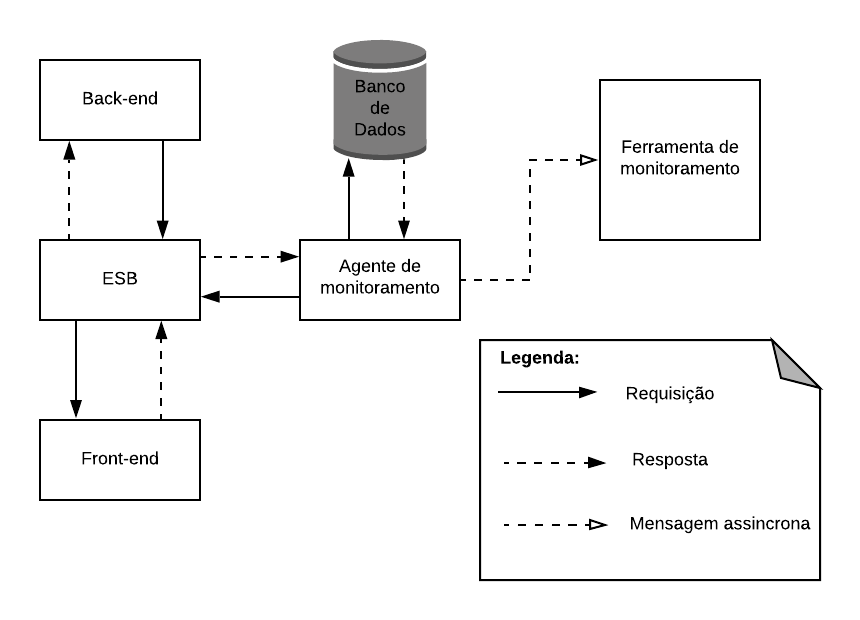 Back-end
Banco
de
Dados
Ferramenta de
monitoramento
ESB
Agente de
monitoramento
Front-end
Legenda:
Requisição
Resposta
Mensagem assincrona